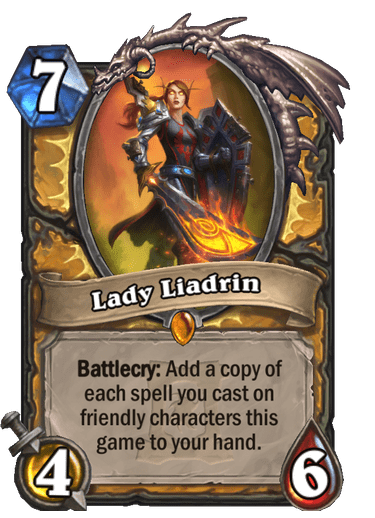 7
Lady Liadrin
Battlecry: Add a copy of
each spell you cast on
friendly characters this
game to your hand.
4
6